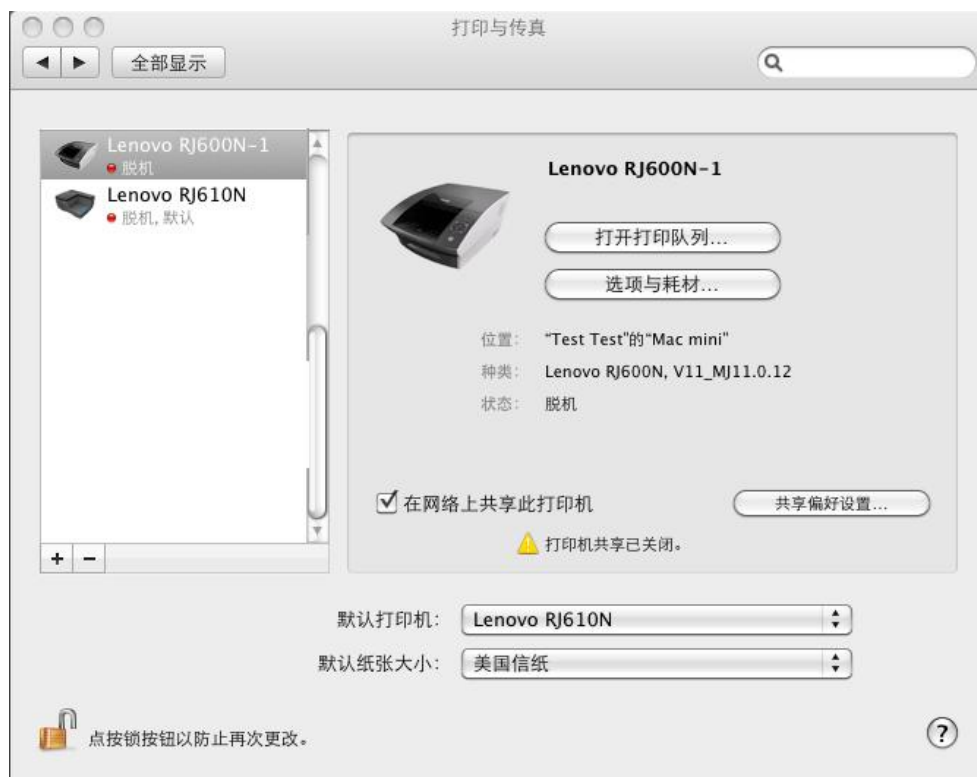 打印与传真
全部显示
Lenovo RJ600N-1
脱机
Lenovo RJ610N
脱机, 默认
Lenovo RJ600N-1
打开打印队列...
选项与耗材...
位置: “Test Test”的“Mac mini”
种类: Lenovo RJ600N, V11_MJ11.0.12
状态: 脱机
在网络上共享此打印机
共享偏好设置...
打印机共享已关闭。
默认打印机: Lenovo RJ610N
默认纸张大小: 美国信纸
点按锁按钮以防止再次更改。
?